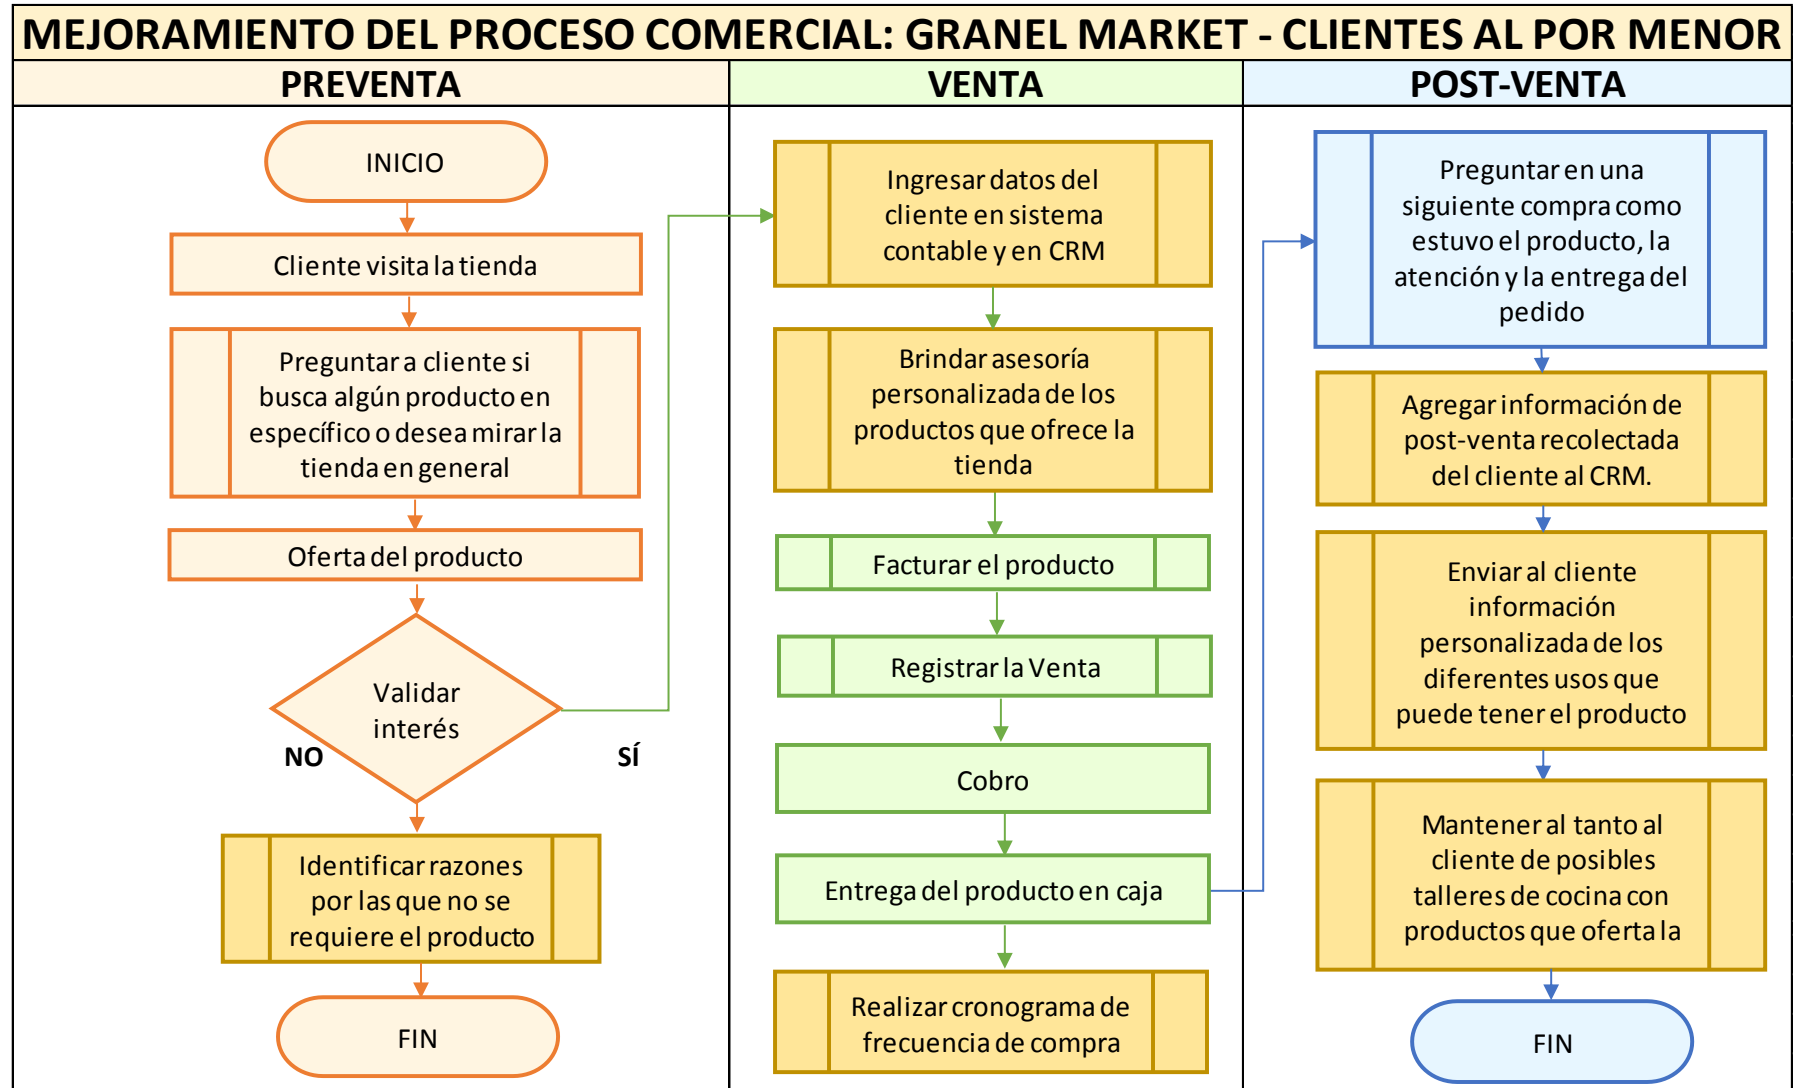 MEJORAMIENTO DEL PROCESO COMERCIAL: GRANEL MARKET - CLIENTES AL POR MENOR
PREVENTA
INICIO
Cliente visita la tienda
Preguntar a cliente si
busca algún producto en
específico o desea mirar la
tienda en general
Oferta del producto
Validar
interés
NO
SÍ
Identificar razones
por las que no se
requiere el producto
FIN
VENTA
Ingresar datos del
cliente en sistema
contable y en CRM
Brindar asesoría
personalizada de los
productos que ofrece la
tienda
Facturar el producto
Registrar la Venta
Cobro
Entrega del producto en caja
Realizar cronograma de
frecuencia de compra
POST-VENTA
Preguntar en una
siguiente compra como
estuvo el producto, la
atención y la entrega del
pedido
Agregar información de
post-venta recolectada
del cliente al CRM.
Enviar al cliente
información
personalizada de los
diferentes usos que
puede tener el producto
Mantener al tanto al
cliente de posibles
talleres de cocina con
productos que oferta la
FIN